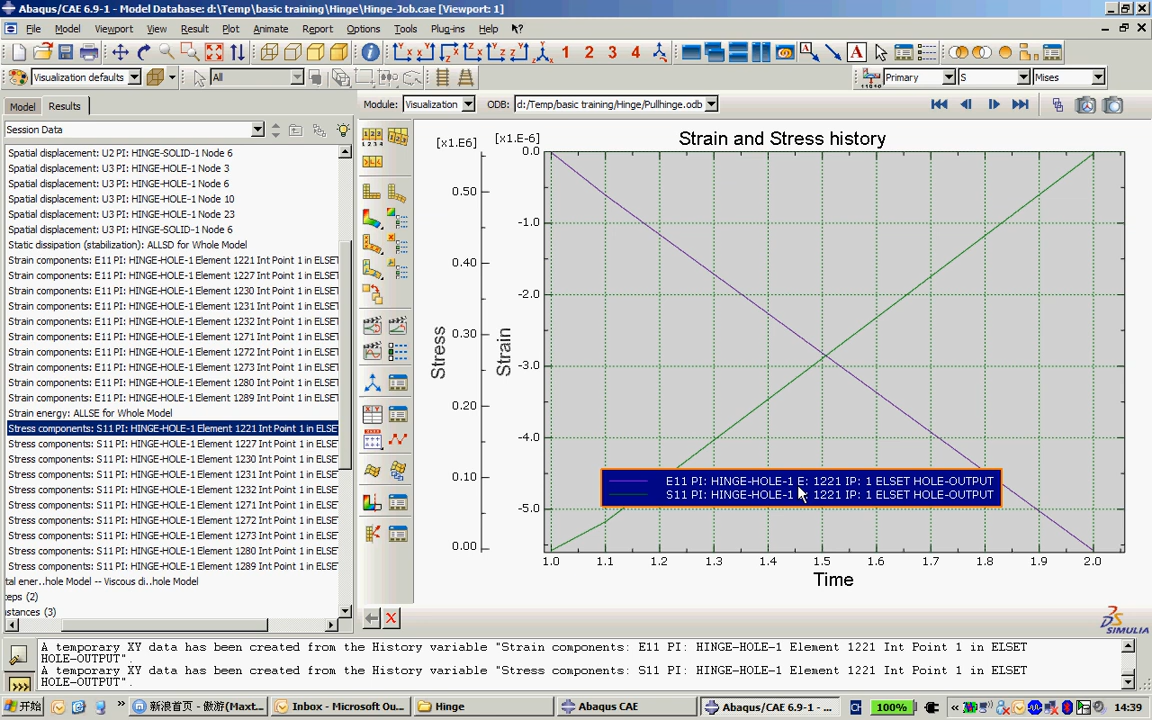 Abaqus/CAE 6.9-1 - Model Database: d:\Temp\basic training\Hinge\Hinge-Job.cae [Viewport: 1]
File Model Viewport View Result Plot Animate Report Options Tools Plug-ins Help
1 2 3 4 A
Visualization defaults All Primary S Mises
Model Results Module: Visualization ODB: d:/Temp/basic training/Hinge/Pullhinge.odb
Session Data
Spatial displacement: U2 PI: HINGE-SOLID-1 Node 6
Spatial displacement: U3 PI: HINGE-HOLE-1 Node 3
Spatial displacement: U3 PI: HINGE-HOLE-1 Node 6
Spatial displacement: U3 PI: HINGE-HOLE-1 Node 10
Spatial displacement: U3 PI: HINGE-HOLE-1 Node 23
Spatial displacement: U3 PI: HINGE-SOLID-1 Node 6
Static dissipation (stabilization): ALLSD for Whole Model
Strain components: E11 PI: HINGE-HOLE-1 Element 1221 Int Point 1 in ELSET
Strain components: E11 PI: HINGE-HOLE-1 Element 1227 Int Point 1 in ELSET
Strain components: E11 PI: HINGE-HOLE-1 Element 1230 Int Point 1 in ELSET
Strain components: E11 PI: HINGE-HOLE-1 Element 1231 Int Point 1 in ELSET
Strain components: E11 PI: HINGE-HOLE-1 Element 1232 Int Point 1 in ELSET
Strain components: E11 PI: HINGE-HOLE-1 Element 1271 Int Point 1 in ELSET
Strain components: E11 PI: HINGE-HOLE-1 Element 1272 Int Point 1 in ELSET
Strain components: E11 PI: HINGE-HOLE-1 Element 1273 Int Point 1 in ELSET
Strain components: E11 PI: HINGE-HOLE-1 Element 1280 Int Point 1 in ELSET
Strain components: E11 PI: HINGE-HOLE-1 Element 1289 Int Point 1 in ELSET
Strain energy: ALLSE for Whole Model
Stress components: S11 PI: HINGE-HOLE-1 Element 1221 Int Point 1 in ELSE
Stress components: S11 PI: HINGE-HOLE-1 Element 1227 Int Point 1 in ELSE
Stress components: S11 PI: HINGE-HOLE-1 Element 1230 Int Point 1 in ELSE
Stress components: S11 PI: HINGE-HOLE-1 Element 1231 Int Point 1 in ELSE
Stress components: S11 PI: HINGE-HOLE-1 Element 1232 Int Point 1 in ELSE
Stress components: S11 PI: HINGE-HOLE-1 Element 1271 Int Point 1 in ELSE
Stress components: S11 PI: HINGE-HOLE-1 Element 1272 Int Point 1 in ELSE
Stress components: S11 PI: HINGE-HOLE-1 Element 1273 Int Point 1 in ELSE
Stress components: S11 PI: HINGE-HOLE-1 Element 1280 Int Point 1 in ELSE
Stress components: S11 PI: HINGE-HOLE-1 Element 1289 Int Point 1 in ELSE
tal ener..hole Model -- Viscous di..hole Model
teps (2)
istances (3)
Strain and Stress history
[x1.E6] [x1.E-6]
0.50
0.40
0.30
0.20
0.10
0.00
Stress
0.0
-1.0
-2.0
-3.0
-4.0
-5.0
Strain
E11 PI: HINGE-HOLE-1 E: 1221 IP: 1 ELSET HOLE-OUTPUT
S11 PI: HINGE-HOLE-1 E: 1221 IP: 1 ELSET HOLE-OUTPUT
1.0 1.1 1.2 1.3 1.4 1.5 1.6 1.7 1.8 1.9 2.0
Time
SIMULIA
A temporary XY data has been created from the History variable "Strain components: E11 PI: HINGE-HOLE-1 Element 1221 Int Point 1 in ELSET
HOLE-OUTPUT".
A temporary XY data has been created from the History variable "Stress components: S11 PI: HINGE-HOLE-1 Element 1221 Int Point 1 in ELSET
HOLE-OUTPUT".
开始 新浪首页 - 傲游(Maxt... Inbox - Microsoft Ou... Hinge Abaqus CAE Abaqus/CAE 6.9-1 - ... 100% 14:39